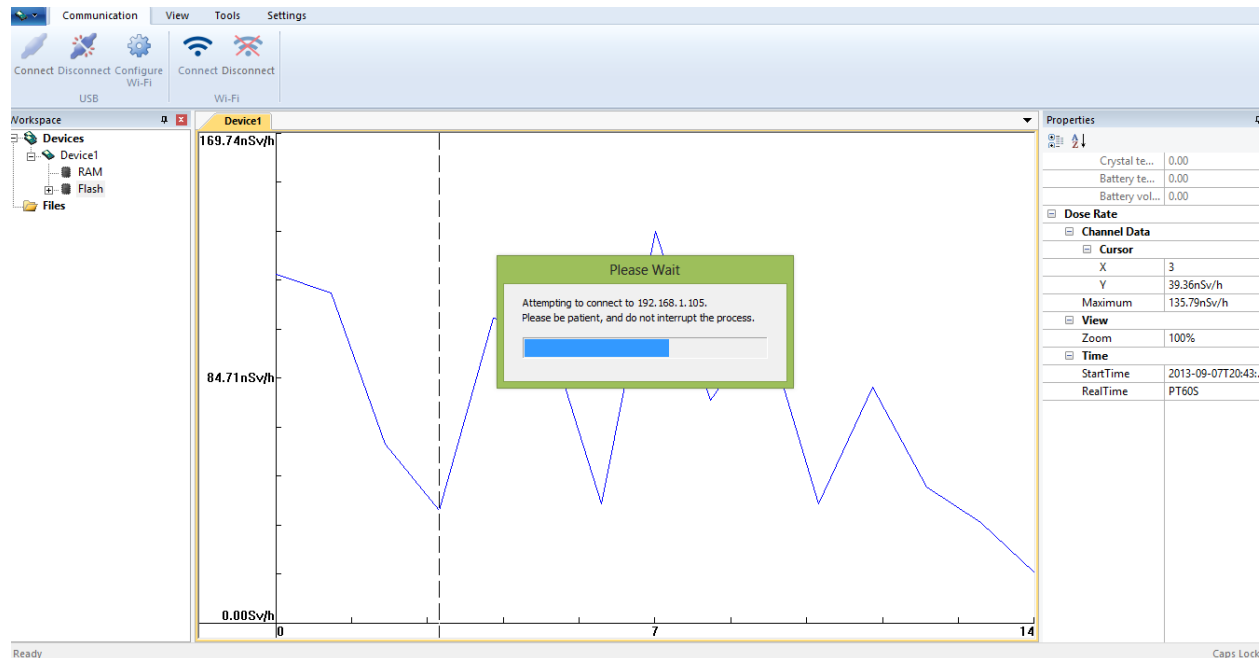 Communication View Tools Settings
Connect Disconnect Configure Wi-Fi Connect Disconnect
USB Wi-Fi
Workspace
Devices
Device1
RAM
Flash
Files
Device1
169.74nSv/h
84.71nSv/h
0.00Sv/h
0 7 14
Please Wait
Attempting to connect to 192.168.1.105.
Please be patient, and do not interrupt the process.
Properties
Crystal te... 0.00
Battery te... 0.00
Battery vol... 0.00
Dose Rate
Channel Data
Cursor
X 3
Y 39.36nSv/h
Maximum 135.79nSv/h
View
Zoom 100%
Time
StartTime 2013-09-07T20:43:..
RealTime PT60S
Ready Caps Lock